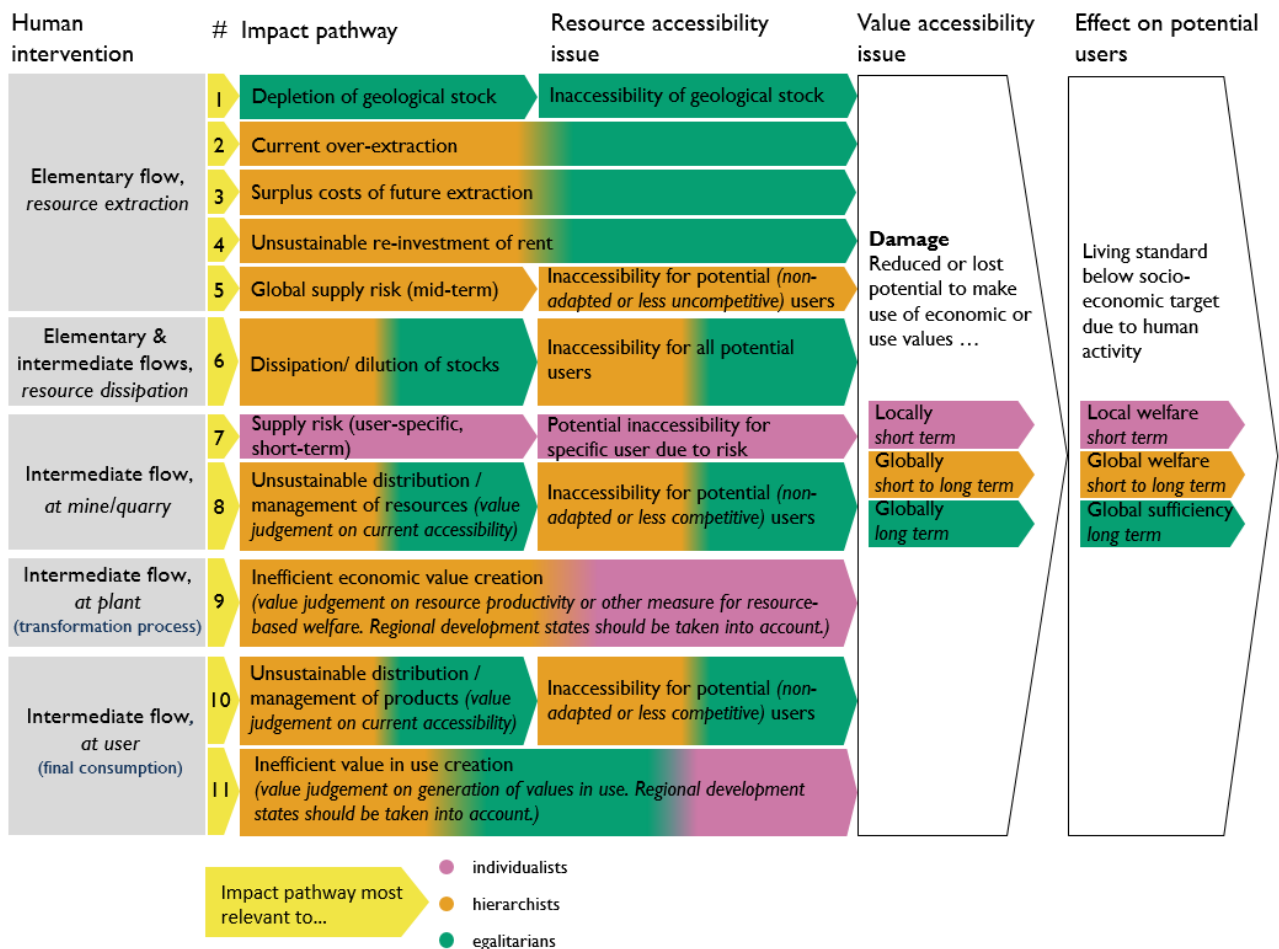 Human
intervention
#
Impact pathway
Resource accessibility
issue
Value accessibility
issue
Effect on potential
users
Elementary flow,
resource extraction
1
Depletion of geological stock
Inaccessibility of geological stock
2
Current over-extraction
3
Surplus costs of future extraction
4
Unsustainable re-investment of rent
5
Global supply risk (mid-term)
Inaccessibility for potential (non-
adapted or less uncompetitive) users
Elementary &
intermediate flows,
resource dissipation
6
Dissipation/ dilution of stocks
Inaccessibility for all potential
users
Intermediate flow,
at mine/quarry
7
Supply risk (user-specific,
short-term)
Potential inaccessibility for
specific user due to risk
8
Unsustainable distribution /
management of resources (value
judgement on current accessibility)
Inaccessibility for potential (non-
adapted or less competitive) users
Intermediate flow,
at plant
(transformation process)
9
Inefficient economic value creation
(value judgement on resource productivity or other measure for resource-
based welfare. Regional development states should be taken into account.)
Intermediate flow,
at user
(final consumption)
10
Unsustainable distribution /
management of products (value
judgement on current accessibility)
Inaccessibility for potential (non-
adapted or less competitive) users
11
Inefficient value in use creation
(value judgement on generation of values in use. Regional development
states should be taken into account.)
Damage
Reduced or lost
potential to make
use of economic or
use values …
Locally
short term
Globally
short to long term
Globally
long term
Living standard
below socio-
economic target
due to human
activity
Local welfare
short term
Global welfare
short to long term
Global sufficiency
long term
Impact pathway most
relevant to...
individualists
hierarchists
egalitarians